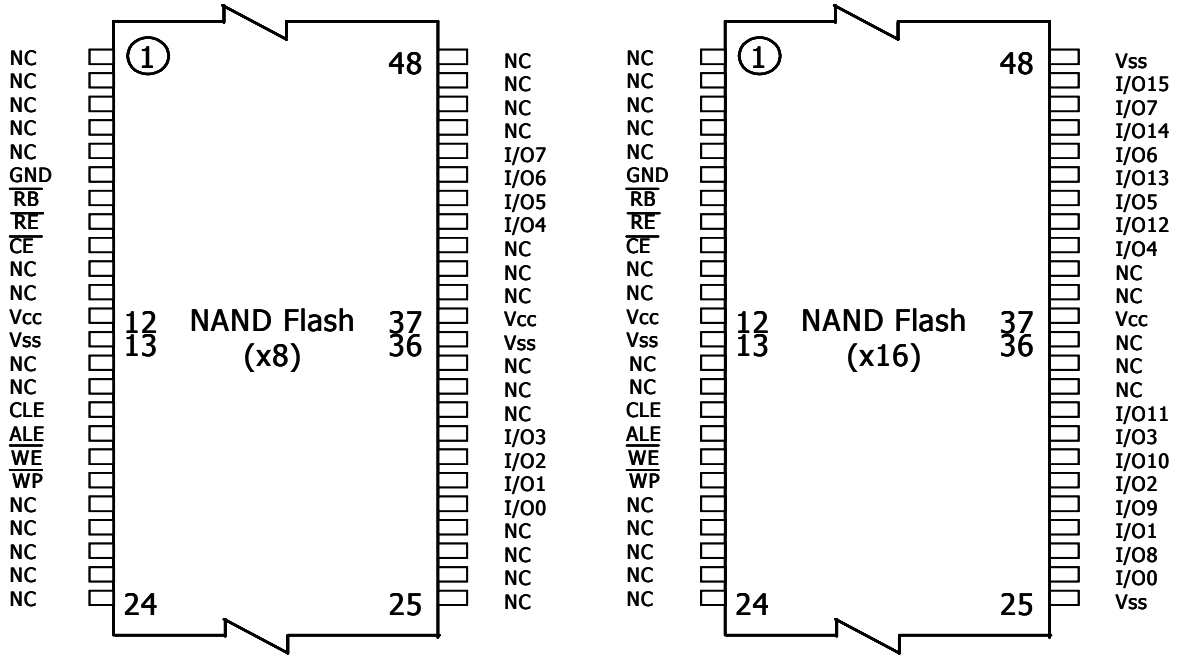 NC 1 48 NC
NC NC
NC NC
NC NC
NC I/O7
GND I/O6
RB I/O5
RE I/O4
CE NC
NC NC
NC NC
Vcc 12 NAND Flash 37 Vcc
Vss 13 (x8) 36 Vss
NC NC
NC NC
CLE NC
ALE I/O3
WE I/O2
WP I/O1
NC I/O0
NC NC
NC NC
NC NC
NC 24 25 NC
NC 1 48 Vss
NC I/O15
NC I/O7
NC I/O14
NC I/O6
GND I/O13
RB I/O5
RE I/O12
CE I/O4
NC NC
NC NC
Vcc 12 NAND Flash 37 Vcc
Vss 13 (x16) 36 NC
NC NC
NC NC
CLE I/O11
ALE I/O3
WE I/O10
WP I/O2
NC I/O9
NC I/O1
NC I/O8
NC I/O0
NC 24 25 Vss